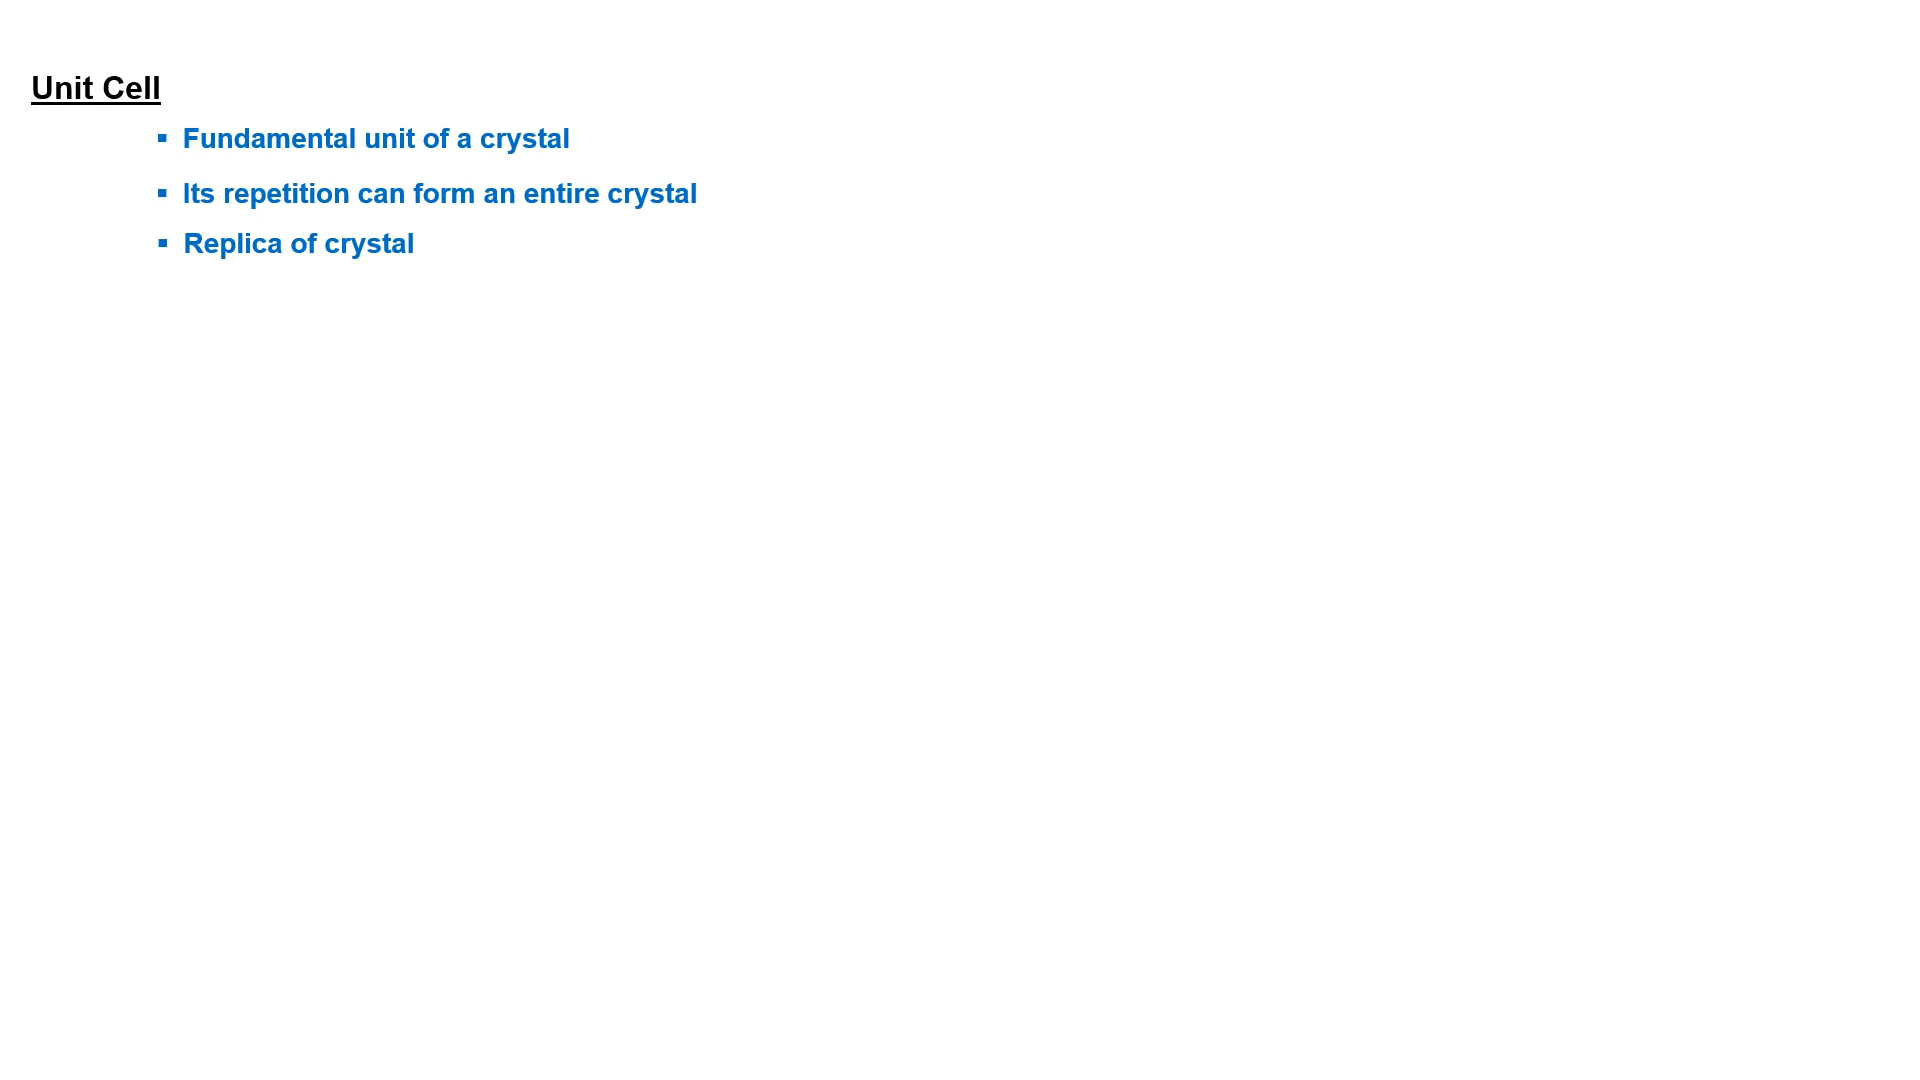 Unit Cell
▪ Fundamental unit of a crystal
▪ Its repetition can form an entire crystal
▪ Replica of crystal